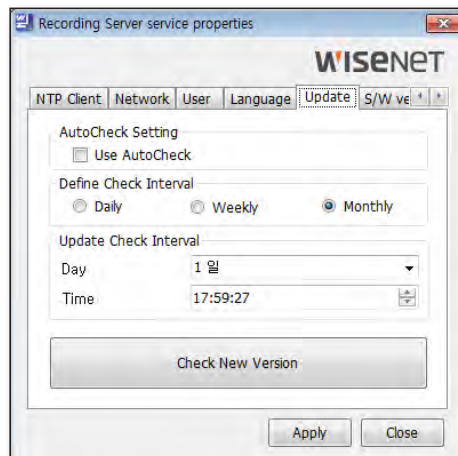 Recording Server service properties
WISENET
NTP Client Network User Language Update S/W ve
AutoCheck Setting
Use AutoCheck
Define Check Interval
Daily Weekly Monthly
Update Check Interval
Day 1 일
Time 17:59:27
Check New Version
Apply Close